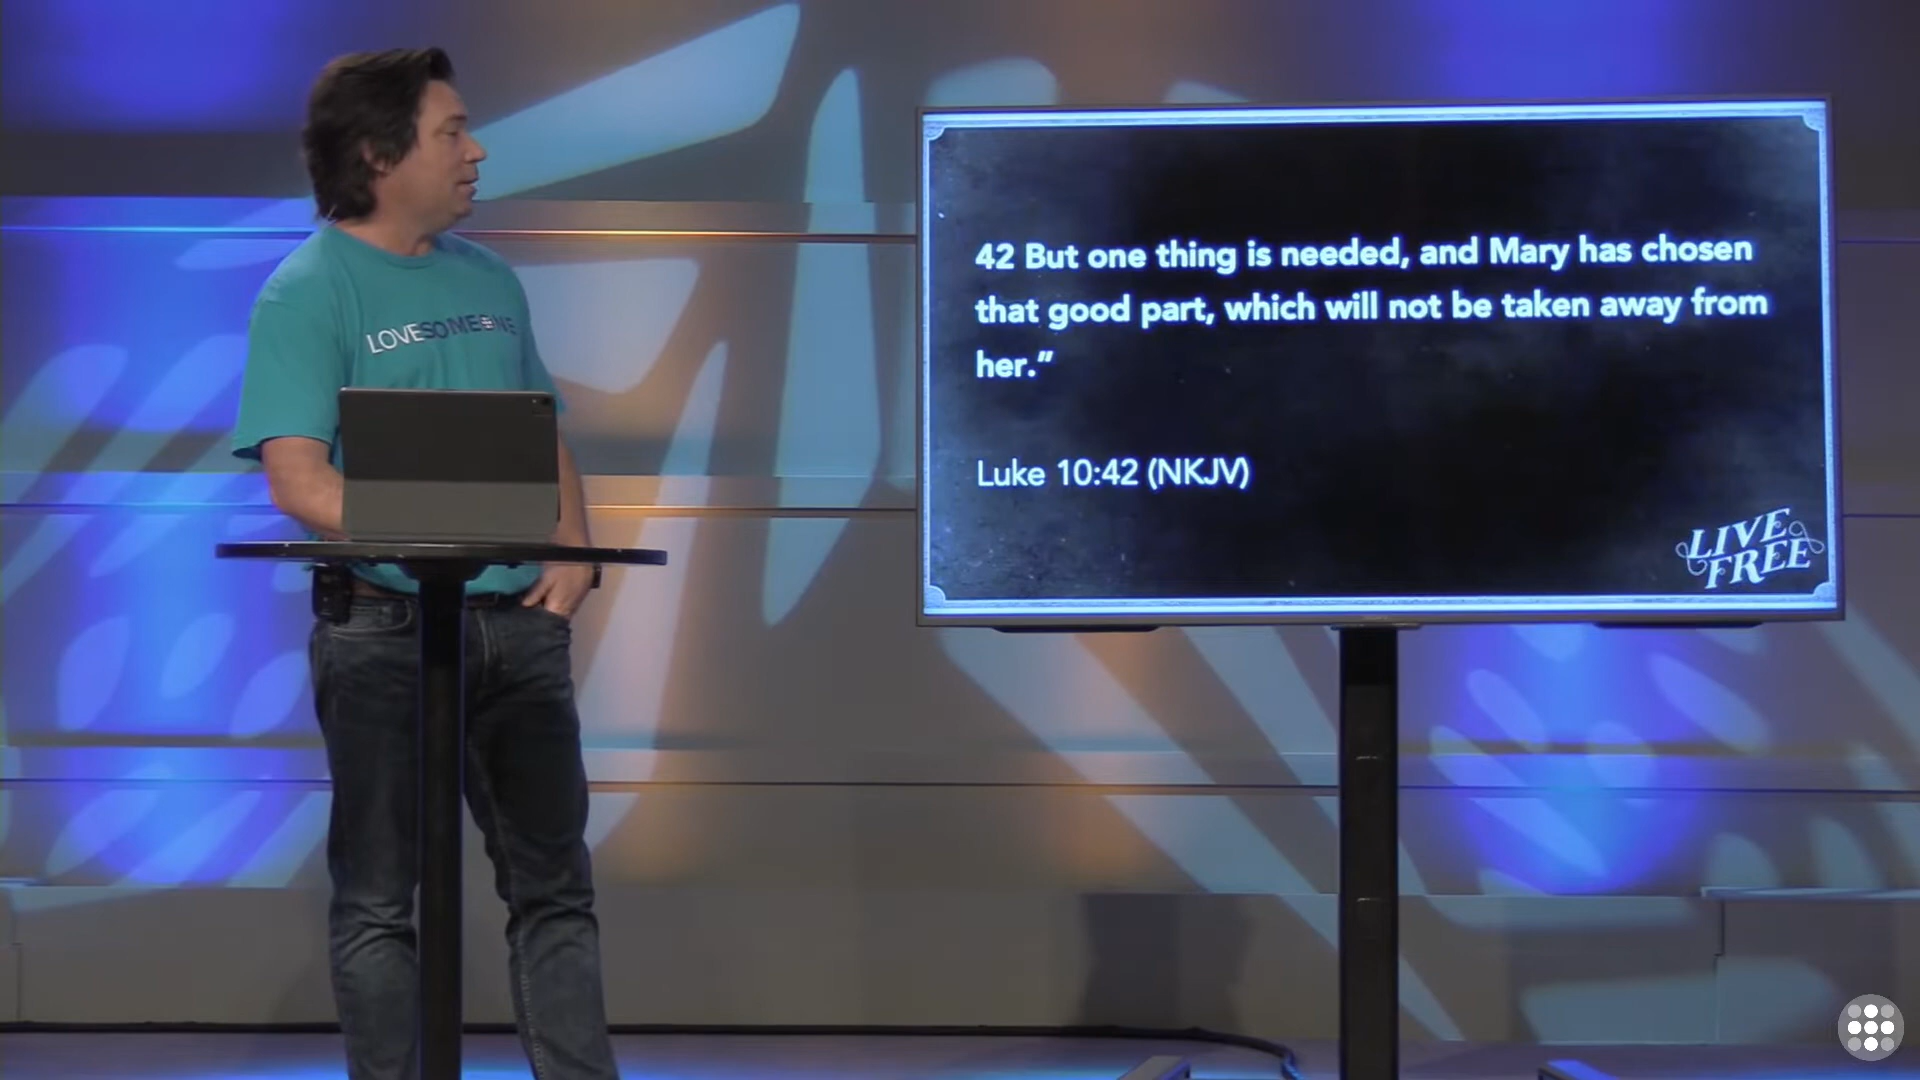 LOVESOMEONE
42 But one thing is needed, and Mary has chosen
that good part, which will not be taken away from
her.”
Luke 10:42 (NKJV)
LIVE
FREE